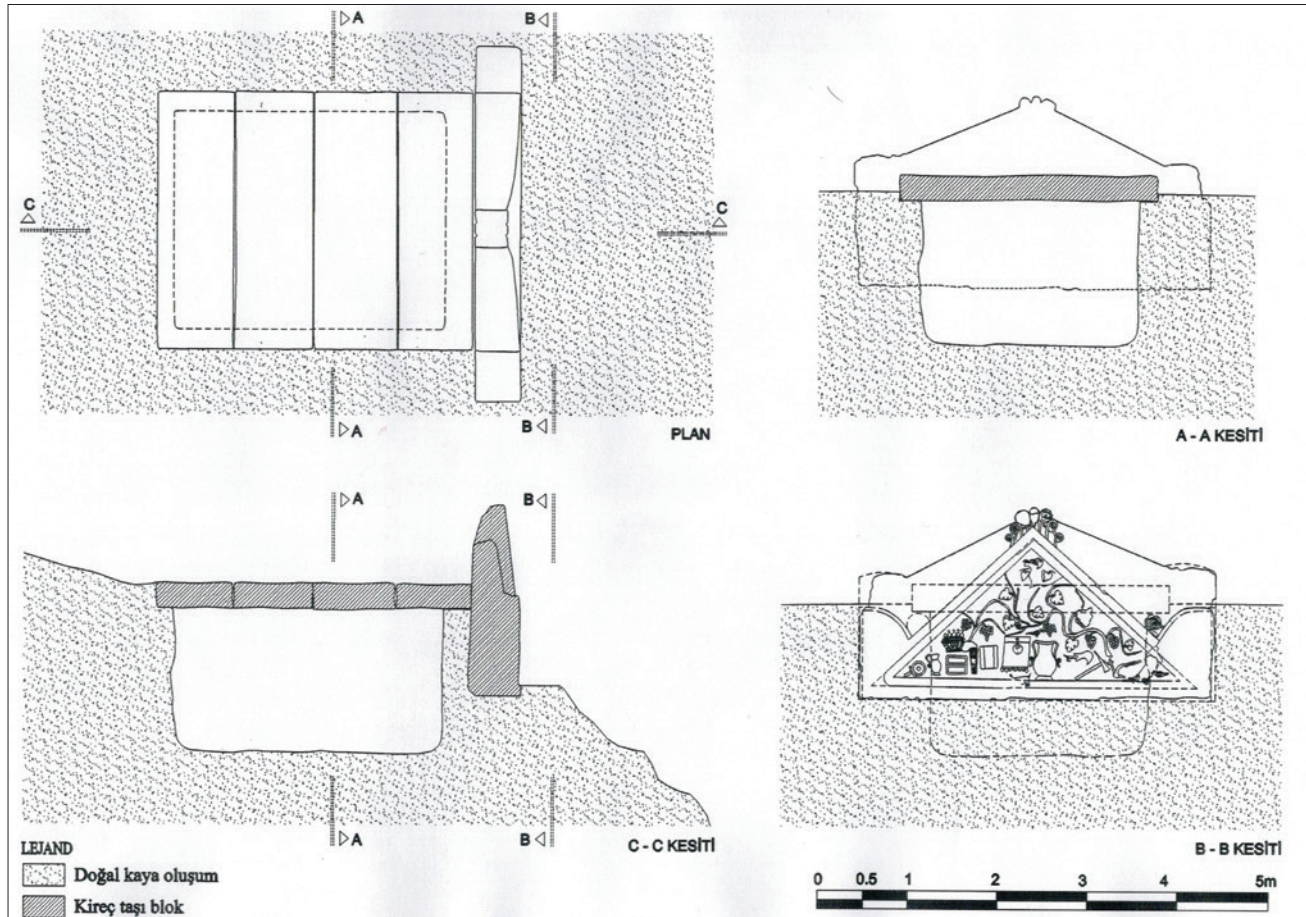 A
B
C
C
A
B
PLAN
A - A KESİTİ
A
B
A
B
C - C KESİTİ
B - B KESİTİ
LEJAND
Doğal kaya oluşum
Kireç taşı blok
0 0.5 1 2 3 4 5m